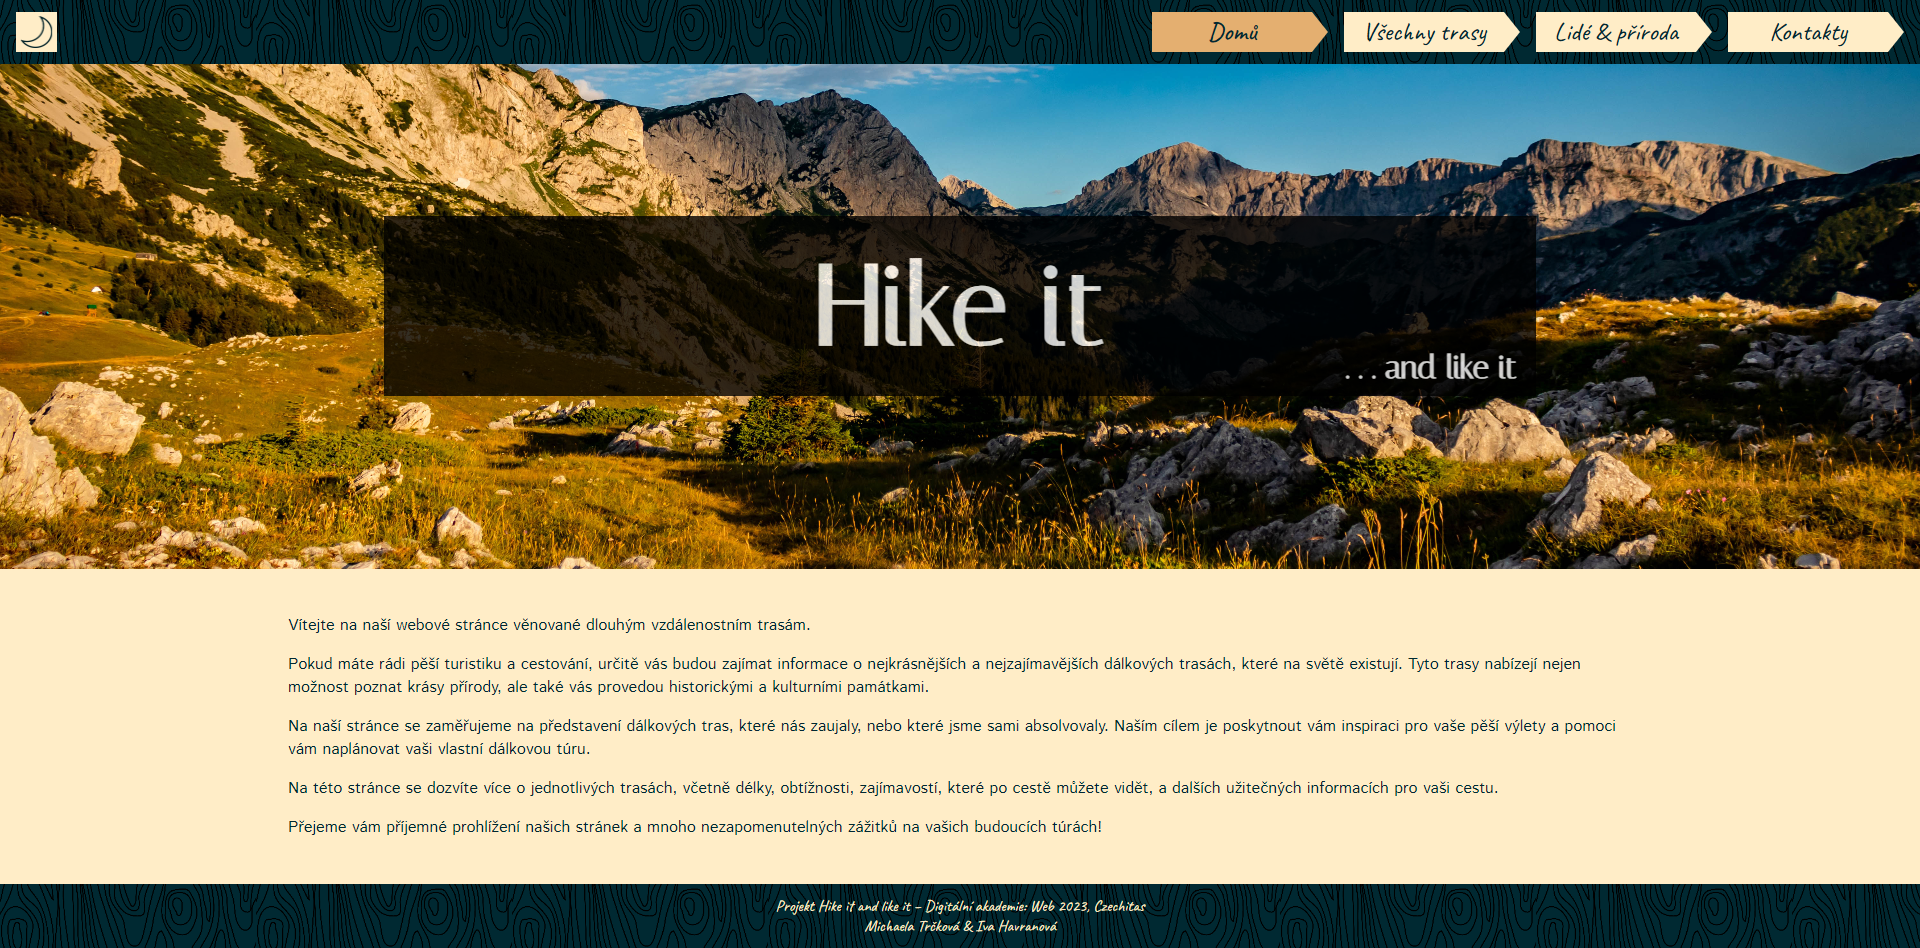 Domů
Všechny trasy
Lidé & příroda
Kontakty
Hike it
...and like it
Vítejte na naší webové stránce věnované dlouhým vzdálenostním trasám.
Pokud máte rádi pěší turistiku a cestování, určitě vás budou zajímat informace o nejkrásnějších a nejzajímavějších dálkových trasách, které na světě existují. Tyto trasy nabízejí nejen
možnost poznat krásy přírody, ale také vás provedou historickými a kulturními památkami.
Na naší stránce se zaměřujeme na představení dálkových tras, které nás zaujaly, nebo které jsme sami absolvovaly. Naším cílem je poskytnout vám inspiraci pro vaše pěší výlety a pomoci
vám naplánovat vaši vlastní dálkovou túru.
Na této stránce se dozvíte více o jednotlivých trasách, včetně délky, obtížnosti, zajímavostí, které po cestě můžete vidět, a dalších užitečných informacích pro vaši cestu.
Přejeme vám příjemné prohlížení našich stránek a mnoho nezapomenutelných zážitků na vašich budoucích túrách!
Projekt Hike it and like it – Digitální akademie: Web 2023, Czechitas
Michaela Trčková & Iva Havranová